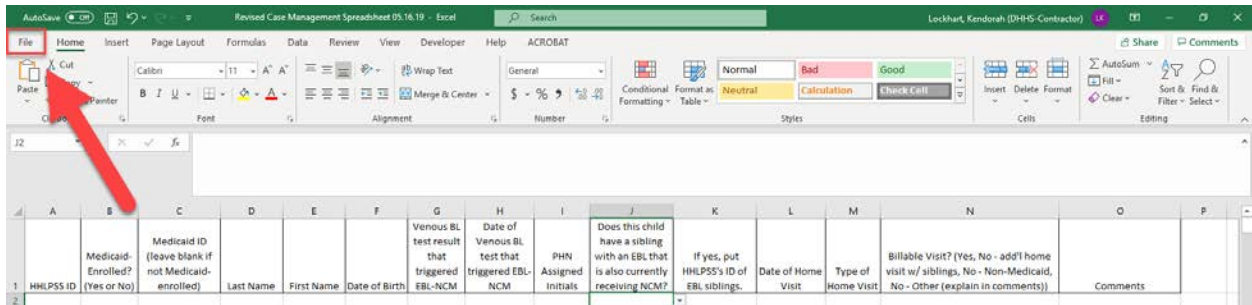 AutoSave Off Revised Case Management Spreadsheet 05.16.19 - Excel Search Lockhart, Kendorah (DHHS-Contractor) LK
File Home Insert Page Layout Formulas Data Review View Developer Help ACROBAT Share Comments
Cut
Calibri 11 A A Wrap Text General Normal Bad Good AutoSum
Paste Painter B I U A Merge & Center $ % 9 Conditional Formatting Format as Table Neutral Calculation Check Cell Insert Delete Format Fill Clear Sort & Filter Find & Select
Font Alignment Number Styles Cells Editing
J2 fx
A B C D E F G H I J K L M N O P
1
HHLPSS ID
Medicaid-
Enrolled?
(Yes or No)
Medicaid ID
(leave blank if
not Medicaid-
enrolled)
Last Name
First Name
Date of Birth
Venous BL
test result
that
triggered
EBL-NCM
Date of
Venous BL
test that
triggered EBL-
NCM
PHN
Assigned
Initials
Does this child
have a sibling
with an EBL that
is also currently
receiving NCM?
If yes, put
HHLPSS's ID of
EBL siblings.
Date of Home
Visit
Type of
Home Visit
Billable Visit? (Yes, No - add'l home
visit w/ siblings, No - Non-Medicaid,
No - Other (explain in comments))
Comments
2